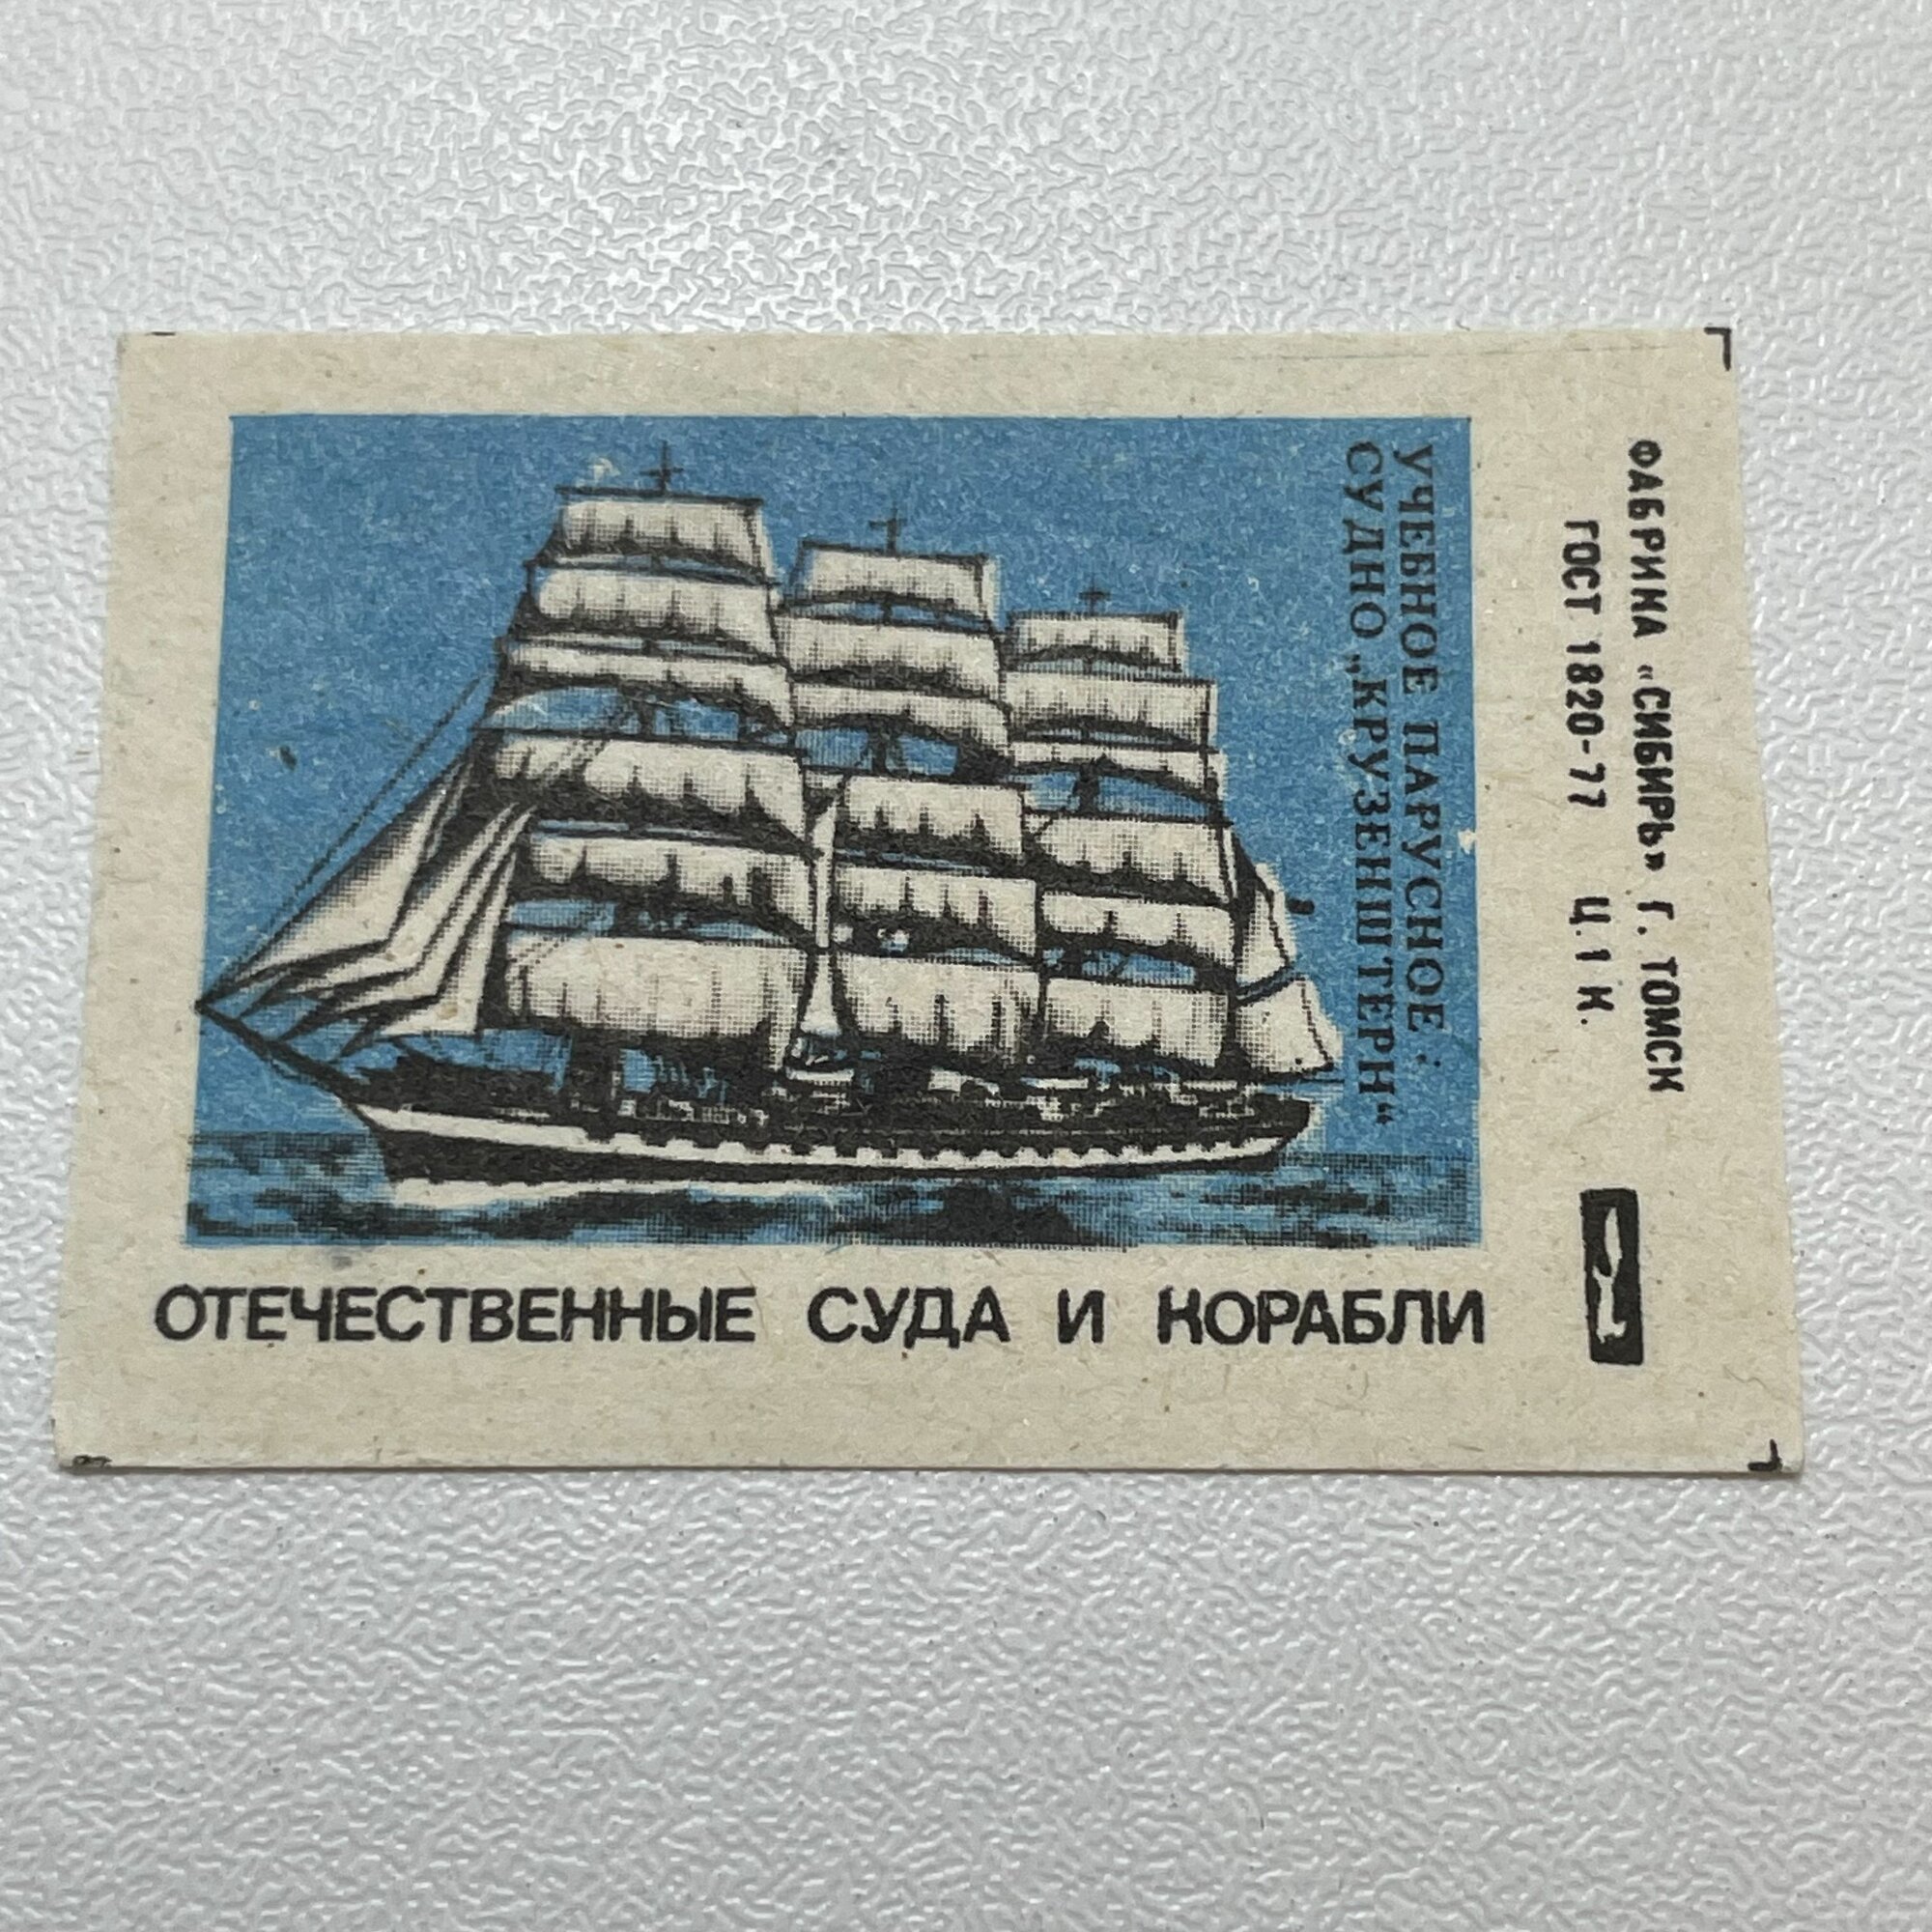 УЧЕБНОЕ ПАРУСНОЕ :
СУДНО „КРУЗЕНШТЕРН“
ОТЕЧЕСТВЕННЫЕ СУДА И КОРАБЛИ
ФАБРИКА «СИБИРЬ» Г. ТОМСК
ГОСТ 1820-77 Ц. 1 К.